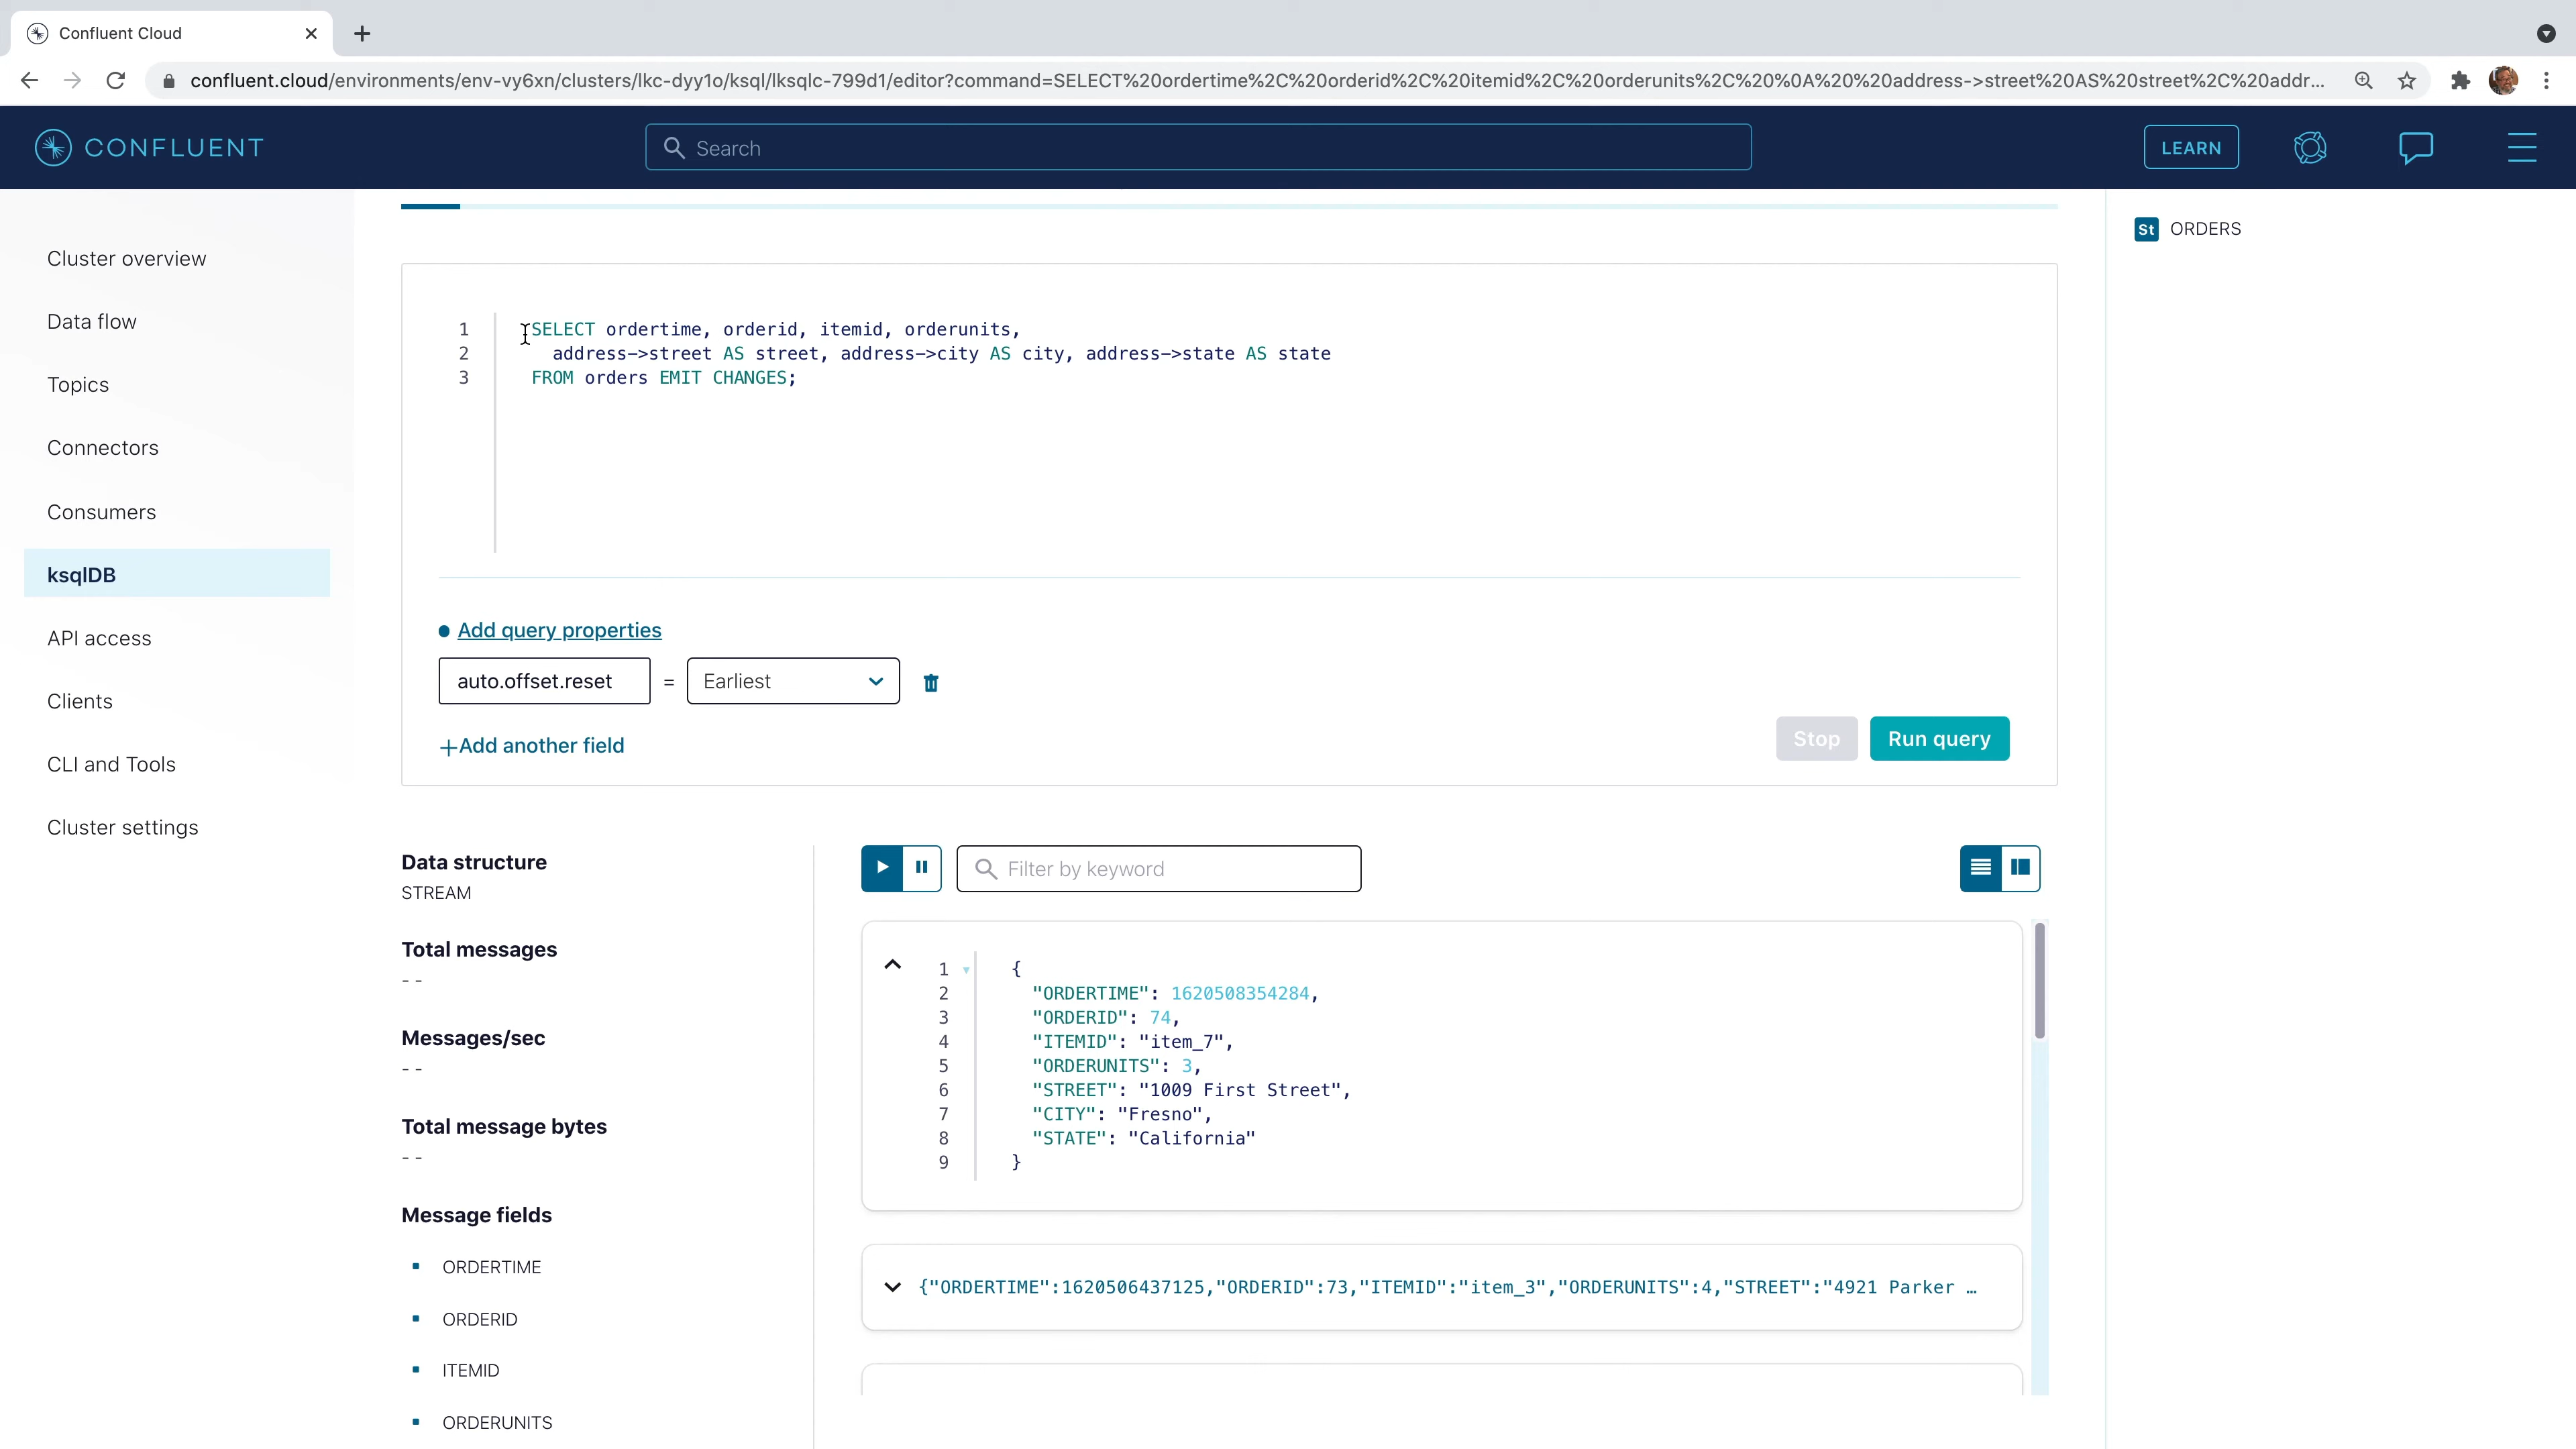 Confluent Cloud
confluent.cloud/environments/env-vy6xn/clusters/lkc-dyy1o/ksql/lksqlc-799d1/editor?command=SELECT%20ordertime%2C%20orderid%2C%20itemid%2C%20orderunits%2C%20%0A%20%20address->street%20AS%20street%2C%20addr...
CONFLUENT
Search
LEARN
Cluster overview
Data flow
Topics
Connectors
Consumers
ksqlDB
API access
Clients
CLI and Tools
Cluster settings
St ORDERS
1 SELECT ordertime, orderid, itemid, orderunits,
2 address->street AS street, address->city AS city, address->state AS state
3 FROM orders EMIT CHANGES;
Add query properties
auto.offset.reset = Earliest
+Add another field
Stop Run query
Data structure
STREAM
Total messages
- -
Messages/sec
- -
Total message bytes
- -
Message fields
ORDERTIME
ORDERID
ITEMID
ORDERUNITS
Filter by keyword
1 {
2 "ORDERTIME": 1620508354284,
3 "ORDERID": 74,
4 "ITEMID": "item_7",
5 "ORDERUNITS": 3,
6 "STREET": "1009 First Street",
7 "CITY": "Fresno",
8 "STATE": "California"
9 }
{"ORDERTIME":1620506437125,"ORDERID":73,"ITEMID":"item_3","ORDERUNITS":4,"STREET":"4921 Parker …